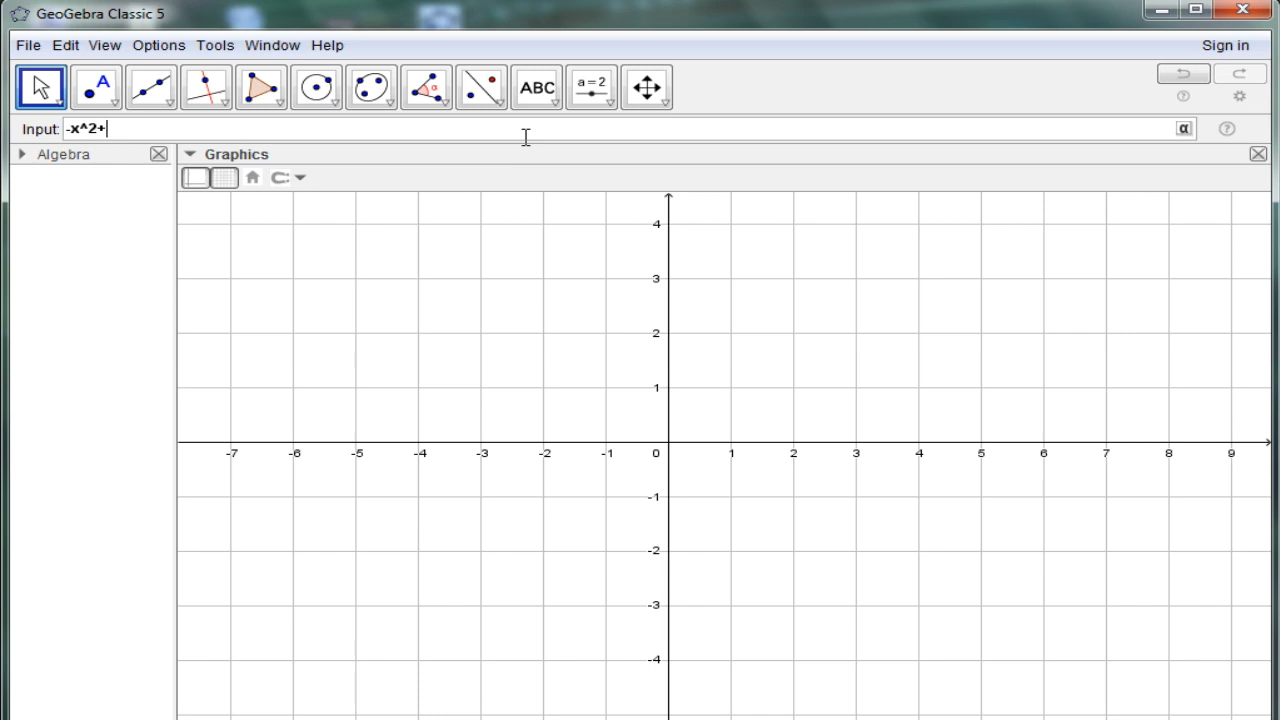 GeoGebra Classic 5
File Edit View Options Tools Window Help Sign in
A α ABC a=2
Input: -x^2+ α
Algebra Graphics
4
3
2
1
-7 -6 -5 -4 -3 -2 -1 0 1 2 3 4 5 6 7 8 9
-1
-2
-3
-4